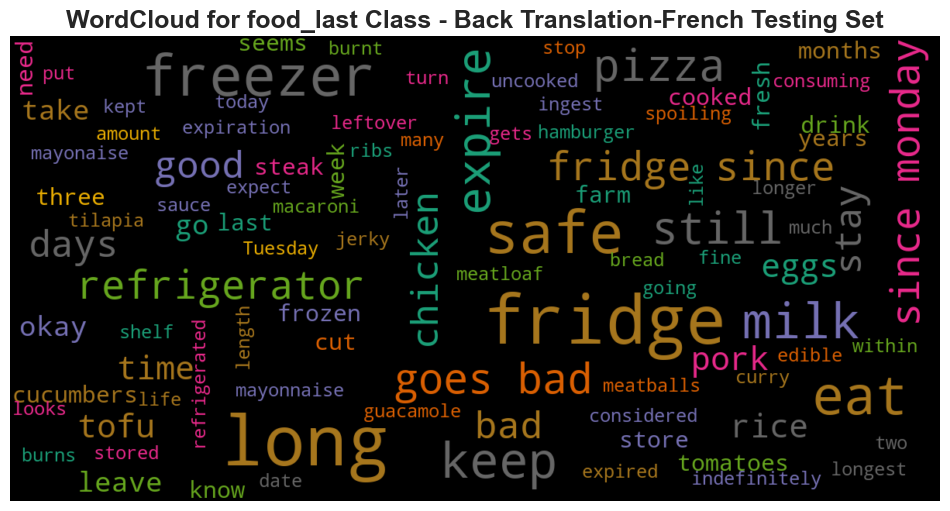 WordCloud for food_last Class - Back Translation-French Testing Set
need
put
seems
burnt
freezer
turn
expire
stop
uncooked
pizza
months
consuming
monday
take
kept
today
amount
expiration
leftover
many
gets
ingest
hamburger
cooked
spoiling
fresh
drink
years
mayonaise
good
steak
week
ribs
later
fridge since
like
longer
three
expect
sauce
macaroni
farm
tilapia
go
last
Tuesday
jerky
chicken
safe
still
much
stay
since
days
meatloaf
bread
fine
eggs
refrigerator
going
okay
shelf
refrigerated
length
frozen
cut
fridge
milk
within
time
goes bad
pork
edible
cucumbers
life
mayonnaise
meatballs
curry
eat
looks
guacamole
considered
tofu
long
bad
store
rice
two
burns
stored
keep
expired
tomatoes
longest
leave
know
date
indefinitely